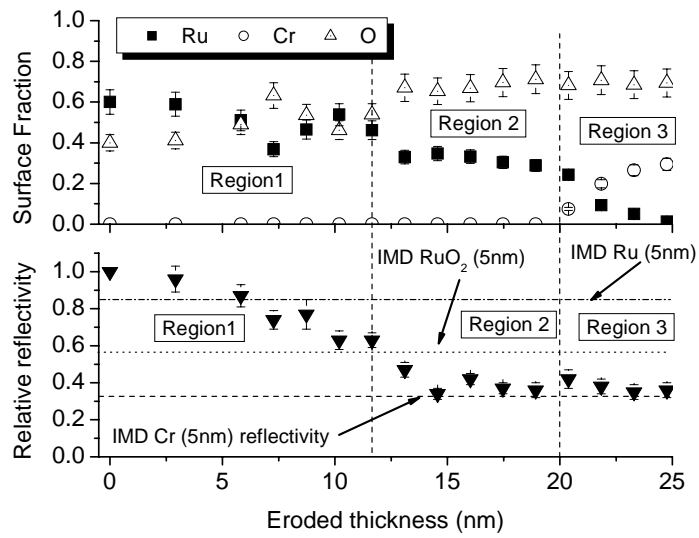 Ru Cr O
Surface Fraction
1.0
0.8
0.6
0.4
0.2
0.0
Region1
Region 2
Region 3
Relative reflectivity
1.0
0.8
0.6
0.4
0.2
0.0
IMD RuO₂ (5nm)
IMD Ru (5nm)
Region1
Region 2
Region 3
IMD Cr (5nm) reflectivity
0 5 10 15 20 25
Eroded thickness (nm)